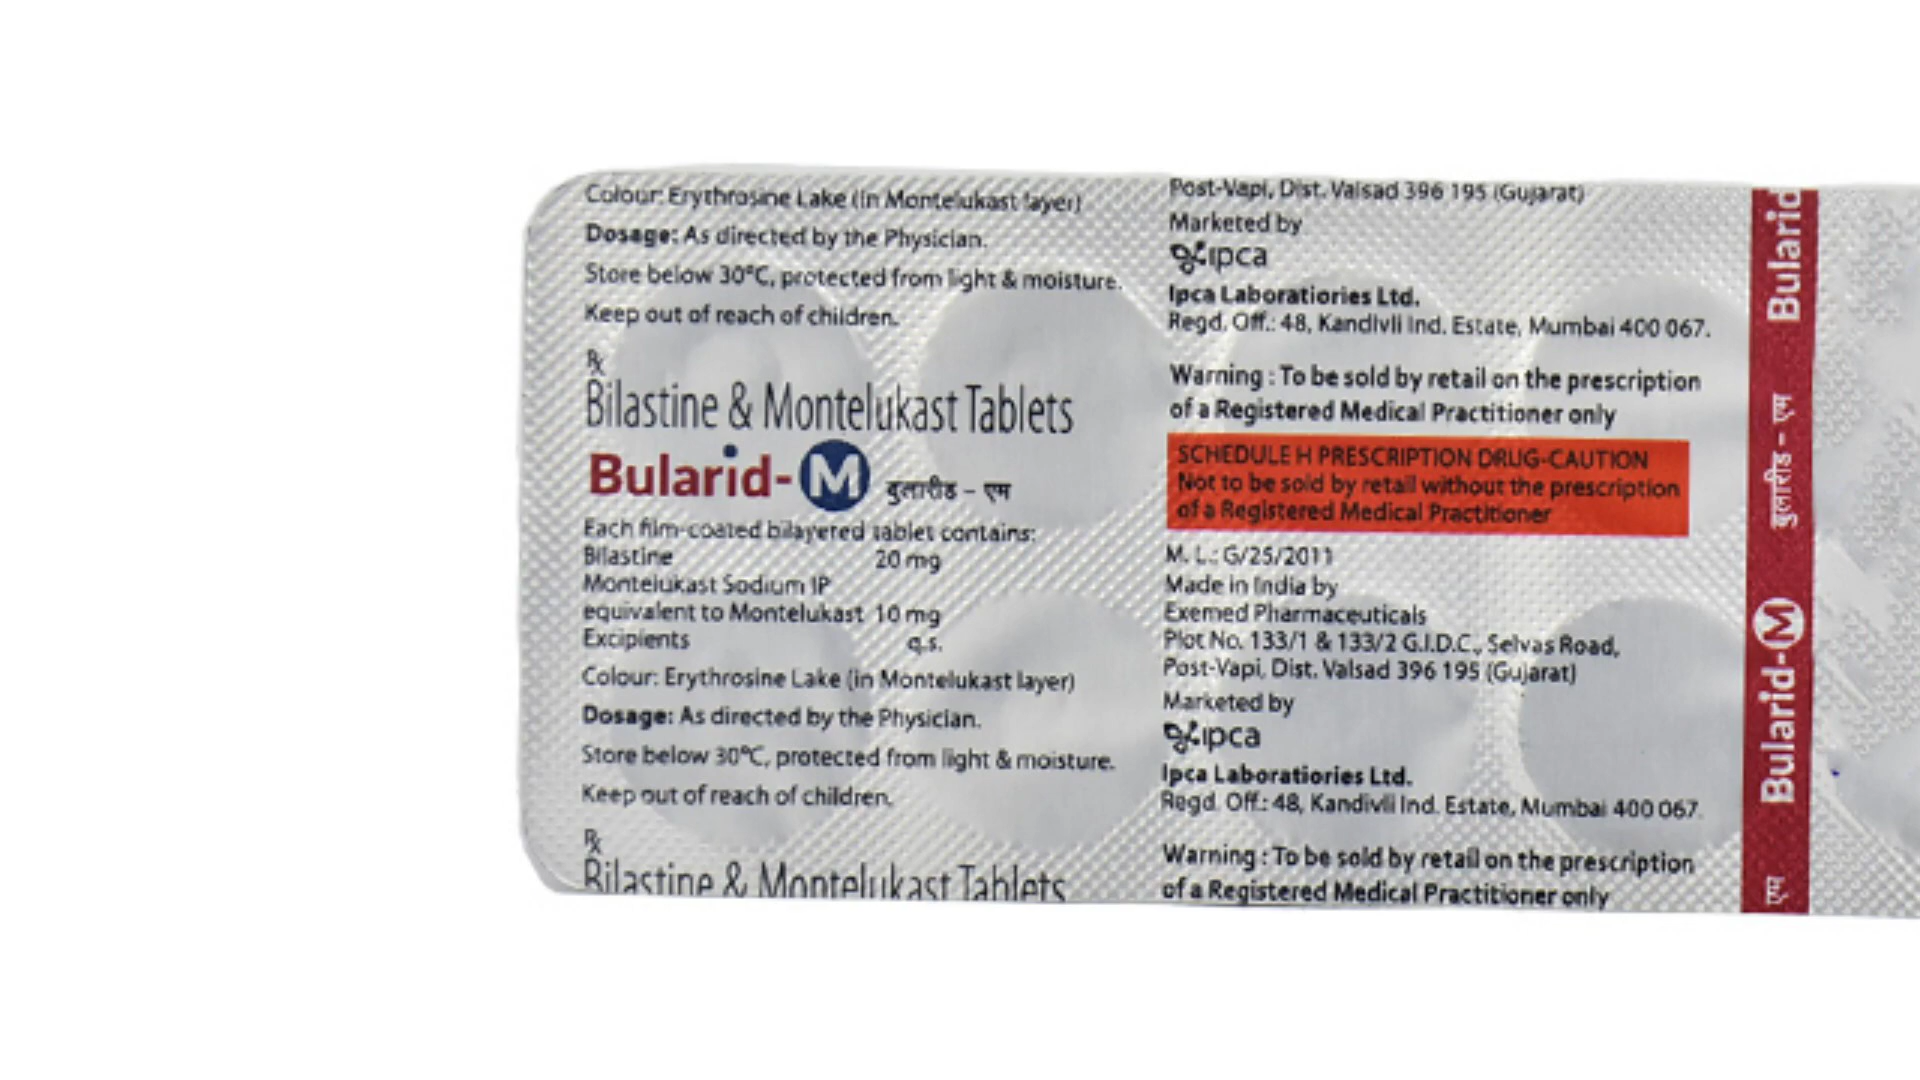 Colour: Erythrosine Lake (in Montelukast layer)
Dosage: As directed by the Physician.
Store below 30°C, protected from light & moisture.
Keep out of reach of children.
Rx
Bilastine & Montelukast Tablets
Bularid-M बुलारीड - एम
Each film-coated bilayered tablet contains:
Bilastine 20 mg
Montelukast Sodium IP
equivalent to Montelukast 10 mg
Excipients q.s.
Colour: Erythrosine Lake (in Montelukast layer)
Dosage: As directed by the Physician.
Store below 30°C, protected from light & moisture.
Keep out of reach of children.
Rx
Bilastine & Montelukast Tablets
Post-Vapi, Dist. Valsad 396 195 (Gujarat)
Marketed by
ipca
Ipca Laboratiories Ltd.
Regd. Off.: 48, Kandivli Ind. Estate, Mumbai 400 067.
Warning : To be sold by retail on the prescription
of a Registered Medical Practitioner only
SCHEDULE H PRESCRIPTION DRUG-CAUTION
Not to be sold by retail without the prescription
of a Registered Medical Practitioner
M. L.: G/25/2011
Made in India by
Exemed Pharmaceuticals
Plot No. 133/1 & 133/2 G.I.D.C., Selvas Road,
Post-Vapi, Dist. Valsad 396 195 (Gujarat)
Marketed by
ipca
Ipca Laboratiories Ltd.
Regd. Off.: 48, Kandivli Ind. Estate, Mumbai 400 067.
Warning : To be sold by retail on the prescription
of a Registered Medical Practitioner only
एम Bularid-M बुलारीड - एम Bularid